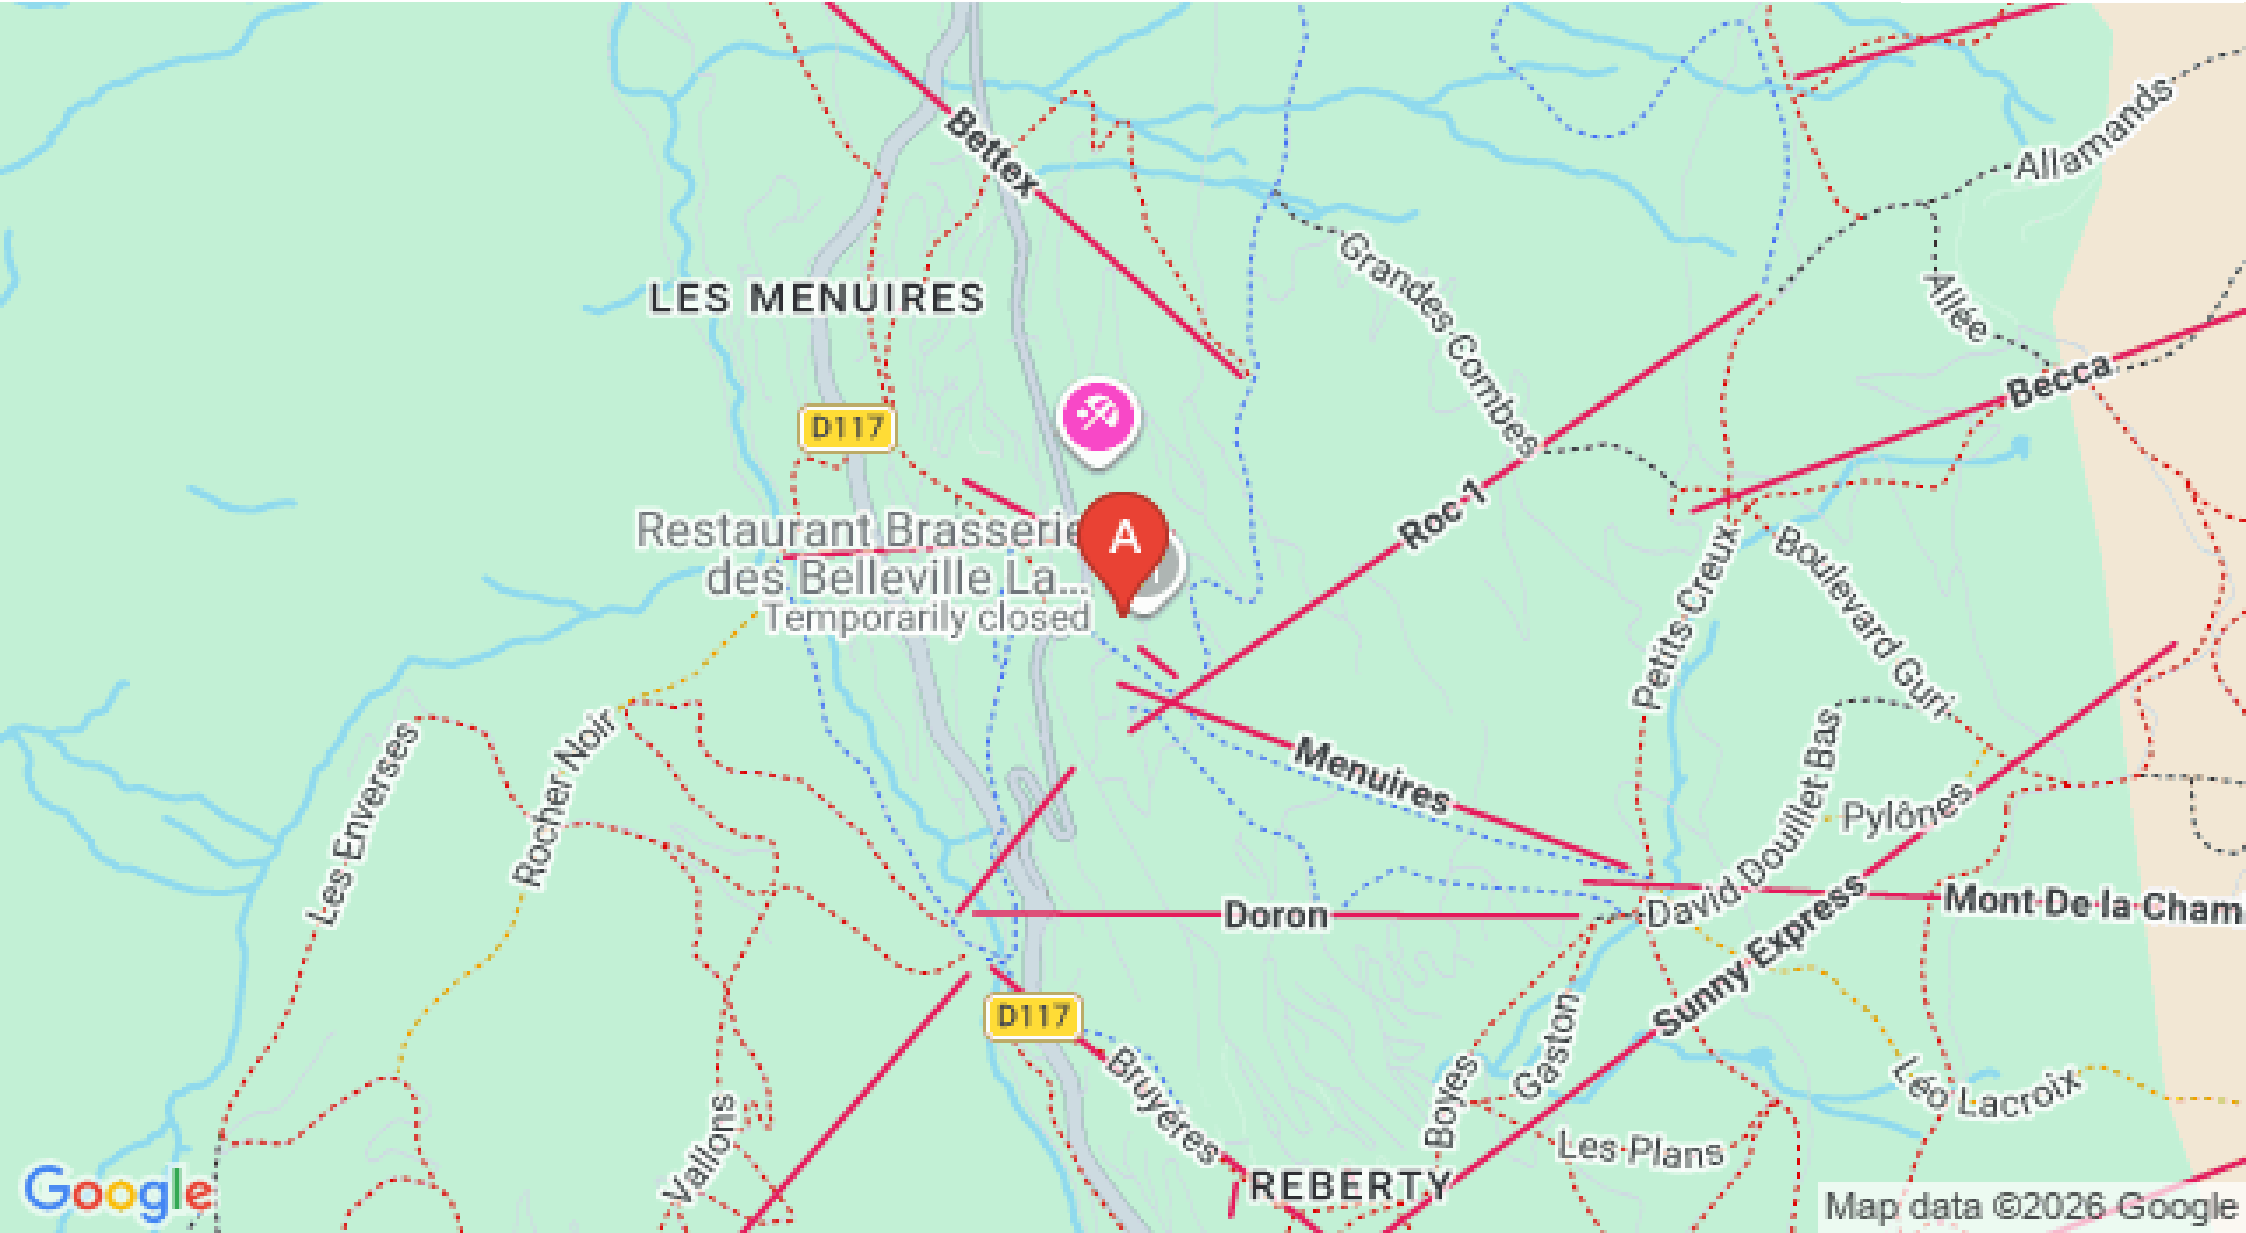 Allamands
Bettex
Grandes Combes
LES MENUIRES
Allée
Becca
D117
Roc 1
A
Restaurant Brasserie
des Belleville La...
Temporarily closed
Petits Creux
Boulevard Guri
Les Enverses
Rocher Noir
Menuires
David Douillet Bas
Pylônes
Doron
Mont De la Cham
Sunny Express
D117
Bruyéres
Gaston
Boyes
Léo Lacroix
Les Plans
Vallons
REBERTY
Google
Map data ©2026 Google